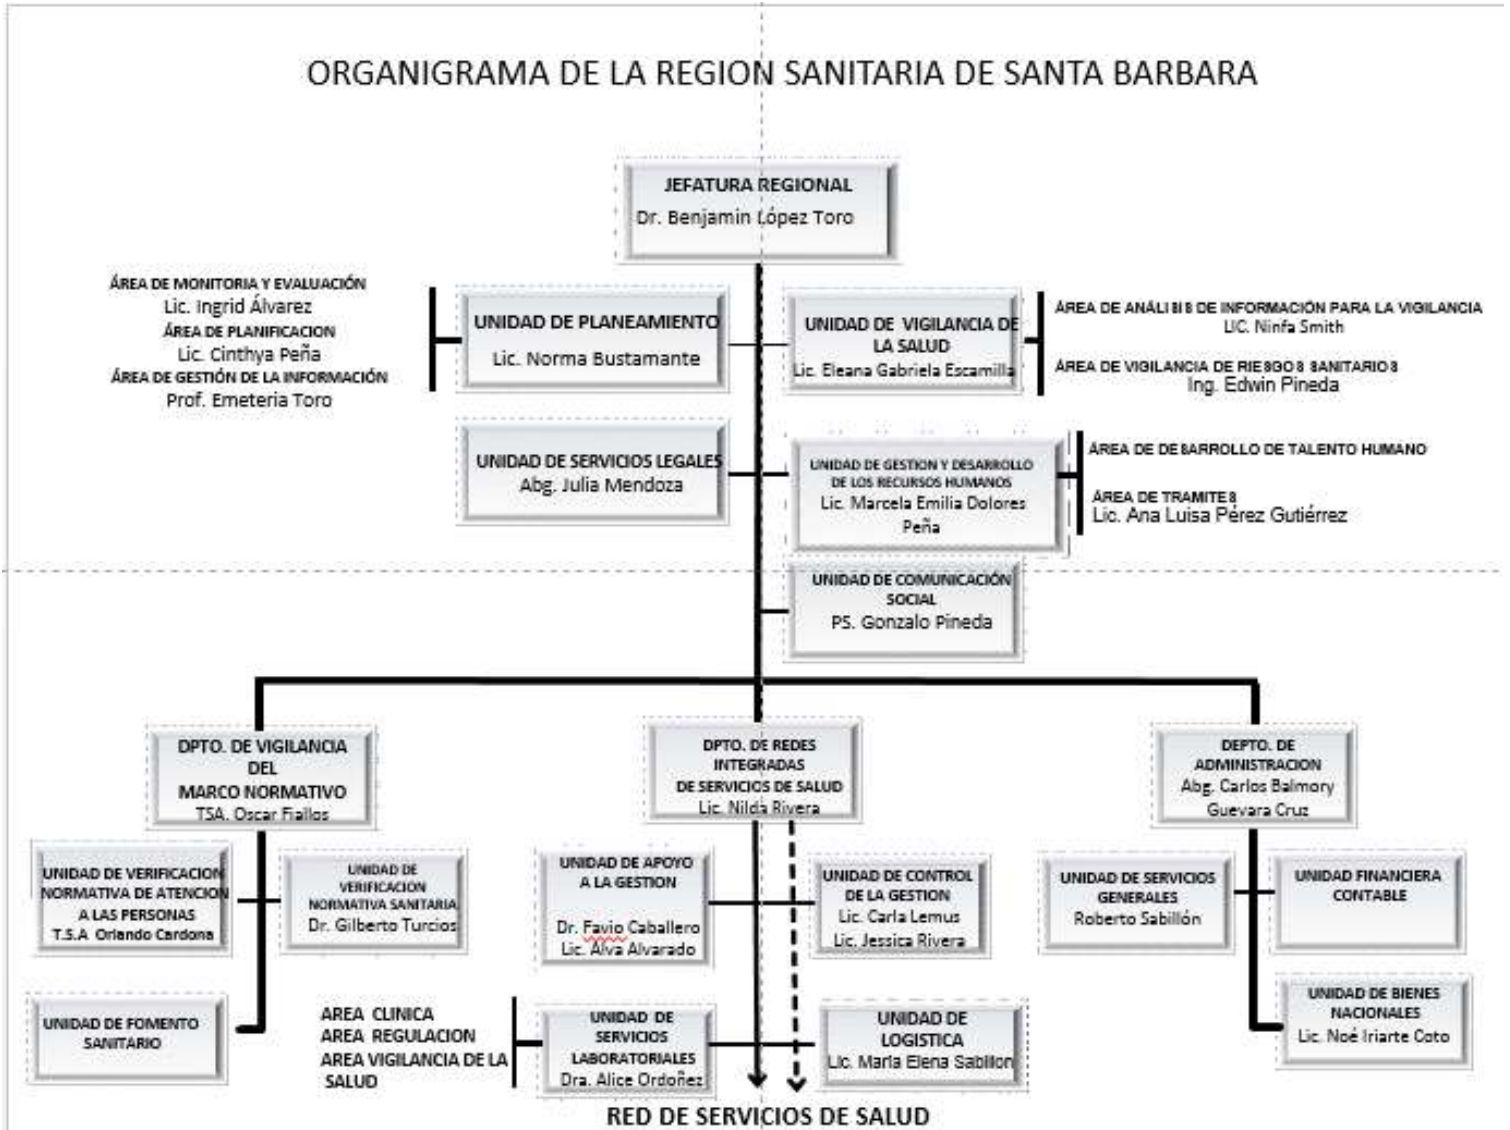 ORGANIGRAMA DE LA REGION SANITARIA DE SANTA BARBARA
JEFATURA REGIONAL
Dr. Benjamin López Toro
ÁREA DE MONITORIA Y EVALUACIÓN
Lic. Ingrid Álvarez
ÁREA DE PLANIFICACION
Lic. Cinthya Peña
ÁREA DE GESTIÓN DE LA INFORMACIÓN
Prof. Emeteria Toro
UNIDAD DE PLANEAMIENTO
Lic. Norma Bustamante
UNIDAD DE VIGILANCIA DE
LA SALUD
Lic. Eleana Gabriela Escamilla
ÁREA DE ANÁLISIS DE INFORMACIÓN PARA LA VIGILANCIA
LIC. Ninfa Smith
ÁREA DE VIGILANCIA DE RIESGOS SANITARIOS
Ing. Edwin Pineda
UNIDAD DE SERVICIOS LEGALES
Abg. Julia Mendoza
UNIDAD DE GESTION Y DESARROLLO
DE LOS RECURSOS HUMANOS
Lic. Marcela Emilia Dolores
Peña
ÁREA DE DESARROLLO DE TALENTO HUMANO
ÁREA DE TRAMITES
Lic. Ana Luisa Pérez Gutiérrez
UNIDAD DE COMUNICACIÓN
SOCIAL
PS. Gonzalo Pineda
DPTO. DE VIGILANCIA
DEL
MARCO NORMATIVO
TSA. Oscar Fiallos
DPTO. DE REDES
INTEGRADAS
DE SERVICIOS DE SALUD
Lic. Nilda Rivera
DEPTO. DE
ADMINISTRACION
Abg. Carlos Balmory
Guevara Cruz
UNIDAD DE VERIFICACION
NORMATIVA DE ATENCION
A LAS PERSONAS
T.S.A Orlando Cardona
UNIDAD DE
VERIFICACION
NORMATIVA SANITARIA
Dr. Gilberto Turcios
UNIDAD DE APOYO
A LA GESTION
Dr. Favio Caballero
Lic. Alva Alvarado
UNIDAD DE CONTROL
DE LA GESTION
Lic. Carla Lemus
Lic. Jessica Rivera
UNIDAD DE SERVICIOS
GENERALES
Roberto Sabillón
UNIDAD FINANCIERA
CONTABLE
UNIDAD DE FOMENTO
SANITARIO
AREA CLINICA
AREA REGULACION
AREA VIGILANCIA DE LA
SALUD
UNIDAD DE
SERVICIOS
LABORATORIALES
Dra. Alice Ordoñez
UNIDAD DE
LOGISTICA
Lic. Maria Elena Sabillon
UNIDAD DE BIENES
NACIONALES
Lic. Noé Iriarte Coto
RED DE SERVICIOS DE SALUD